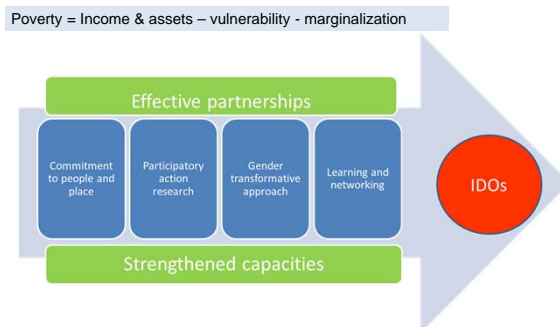 Poverty = Income & assets – vulnerability - marginalization
Effective partnerships
Commitment
to people and
place
Participatory
action
research
Gender
transformative
approach
Learning and
networking
IDOs
Strengthened capacities